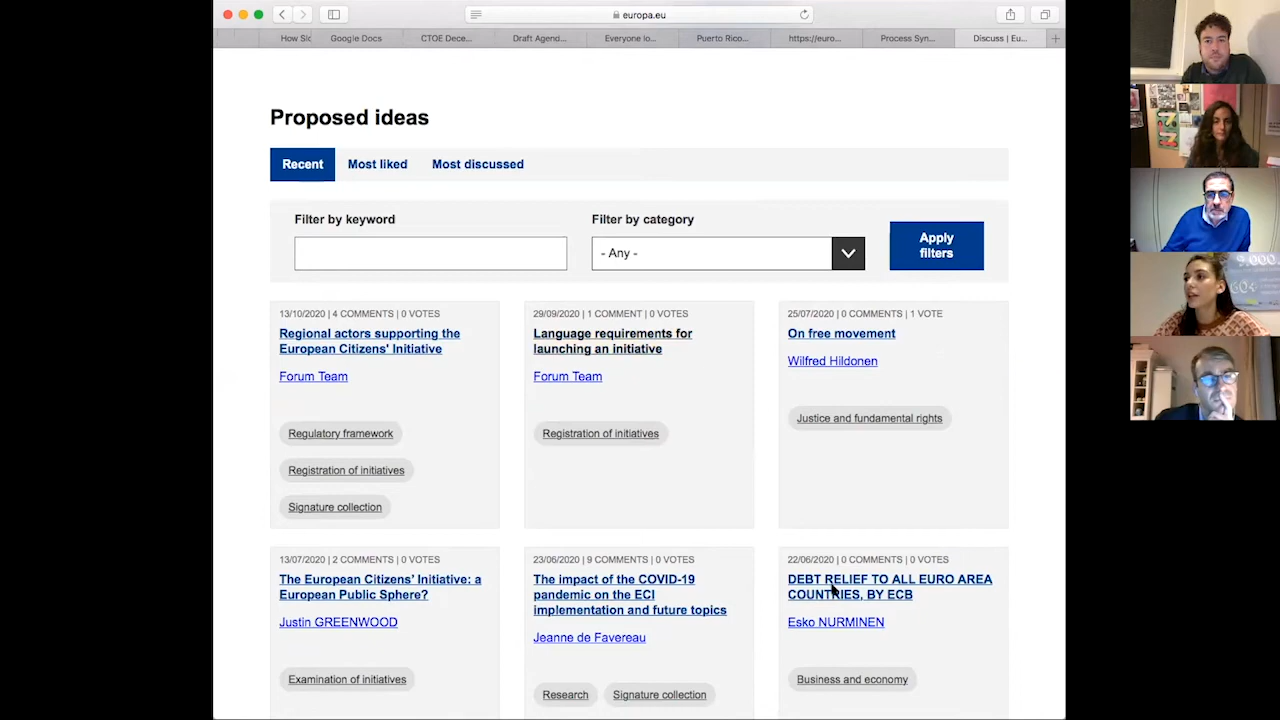 europa.eu
How Slc
Google Docs
CTOE Dece...
Draft Agend...
Everyone lo...
Puerto Rico...
https://euro...
Process Syn...
Discuss | Eu...
Proposed ideas
Recent
Most liked
Most discussed
Filter by keyword
Filter by category
- Any -
Apply
filters
13/10/2020 | 4 COMMENTS | 0 VOTES
Regional actors supporting the
European Citizens' Initiative
Forum Team
Regulatory framework
Registration of initiatives
Signature collection
29/09/2020 | 1 COMMENT | 0 VOTES
Language requirements for
launching an initiative
Forum Team
Registration of initiatives
25/07/2020 | 0 COMMENTS | 1 VOTE
On free movement
Wilfred Hildonen
Justice and fundamental rights
13/07/2020 | 2 COMMENTS | 0 VOTES
The European Citizens’ Initiative: a
European Public Sphere?
Justin GREENWOOD
Examination of initiatives
23/06/2020 | 9 COMMENTS | 0 VOTES
The impact of the COVID-19
pandemic on the ECI
implementation and future topics
Jeanne de Favereau
Research
Signature collection
22/06/2020 | 0 COMMENTS | 0 VOTES
DEBT RELIEF TO ALL EURO AREA
COUNTRIES, BY ECB
Esko NURMINEN
Business and economy